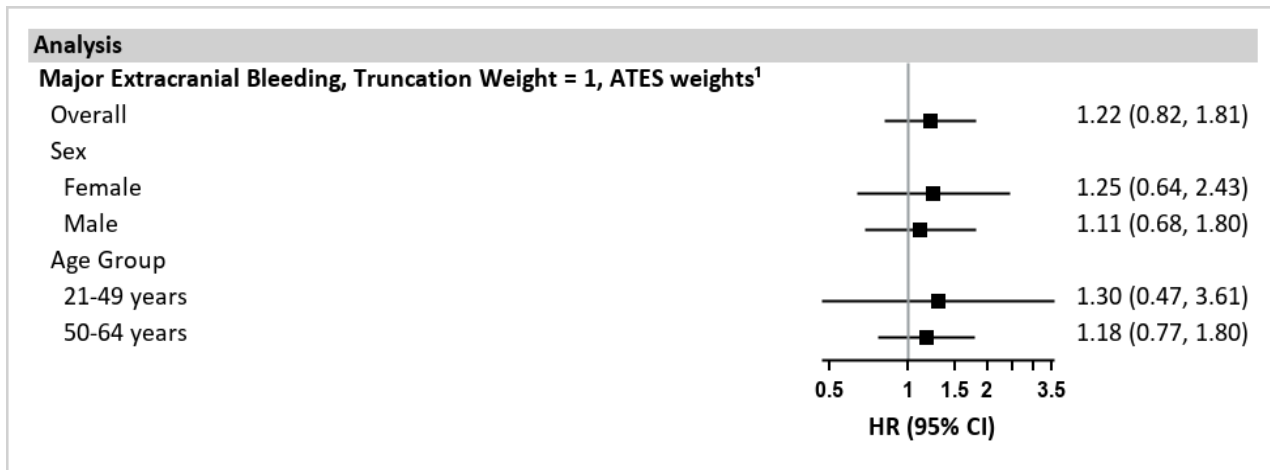 Analysis
Major Extracranial Bleeding, Truncation Weight = 1, ATES weights¹
Overall 1.22 (0.82, 1.81)
Sex
Female 1.25 (0.64, 2.43)
Male 1.11 (0.68, 1.80)
Age Group
21-49 years 1.30 (0.47, 3.61)
50-64 years 1.18 (0.77, 1.80)
0.5 1 1.5 2 3.5
HR (95% CI)